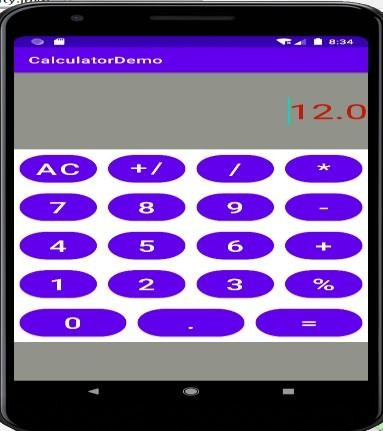 8:34
CalculatorDemo
12.0
AC +/ / *
7 8 9 -
4 5 6 +
1 2 3 %
0 . =